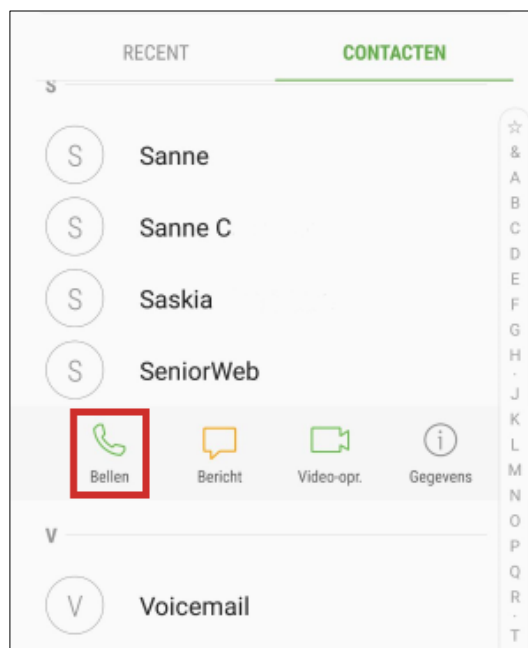 RECENT CONTACTEN
S
S Sanne
S Sanne C
S Saskia
S SeniorWeb
Bellen Bericht Video-opr. Gegevens
V
V Voicemail
☆
&
A
B
C
D
E
F
G
H
·
J
K
L
M
N
O
P
Q
R
·
T